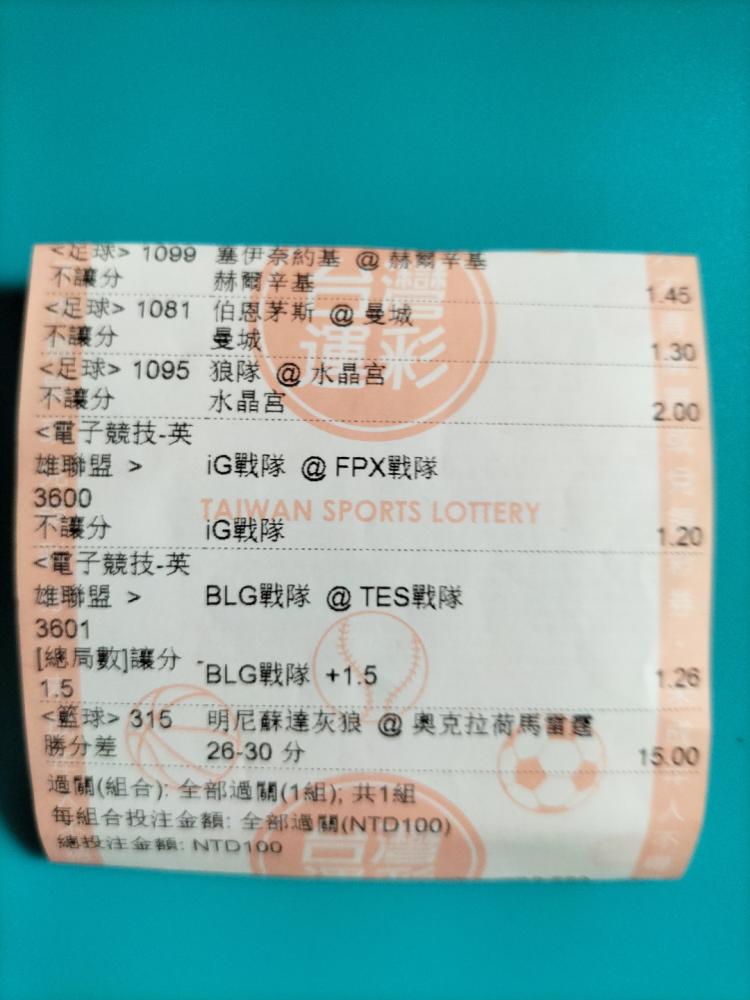 <足球> 1099 塞伊奈約基 @ 赫爾辛基
不讓分 赫爾辛基 1.45
<足球> 1081 伯恩茅斯 @ 曼城
不讓分 曼城 1.30
<足球> 1095 狼隊 @ 水晶宮
不讓分 水晶宮 2.00
<電子競技-英
雄聯盟 > iG戰隊 @ FPX戰隊
3600
TAIWAN SPORTS LOTTERY
不讓分 iG戰隊 1.20
<電子競技-英
雄聯盟 > BLG戰隊 @ TES戰隊
3601
[總局數]讓分 -
1.5 BLG戰隊 +1.5 1.26
<籃球> 315 明尼蘇達灰狼 @ 奧克拉荷馬雷霆
勝分差 26-30 分 15.00
過關(組合): 全部過關(1組); 共1組
每組合投注金額: 全部過關(NTD100)
總投注金額: NTD100
台灣
運彩
台灣